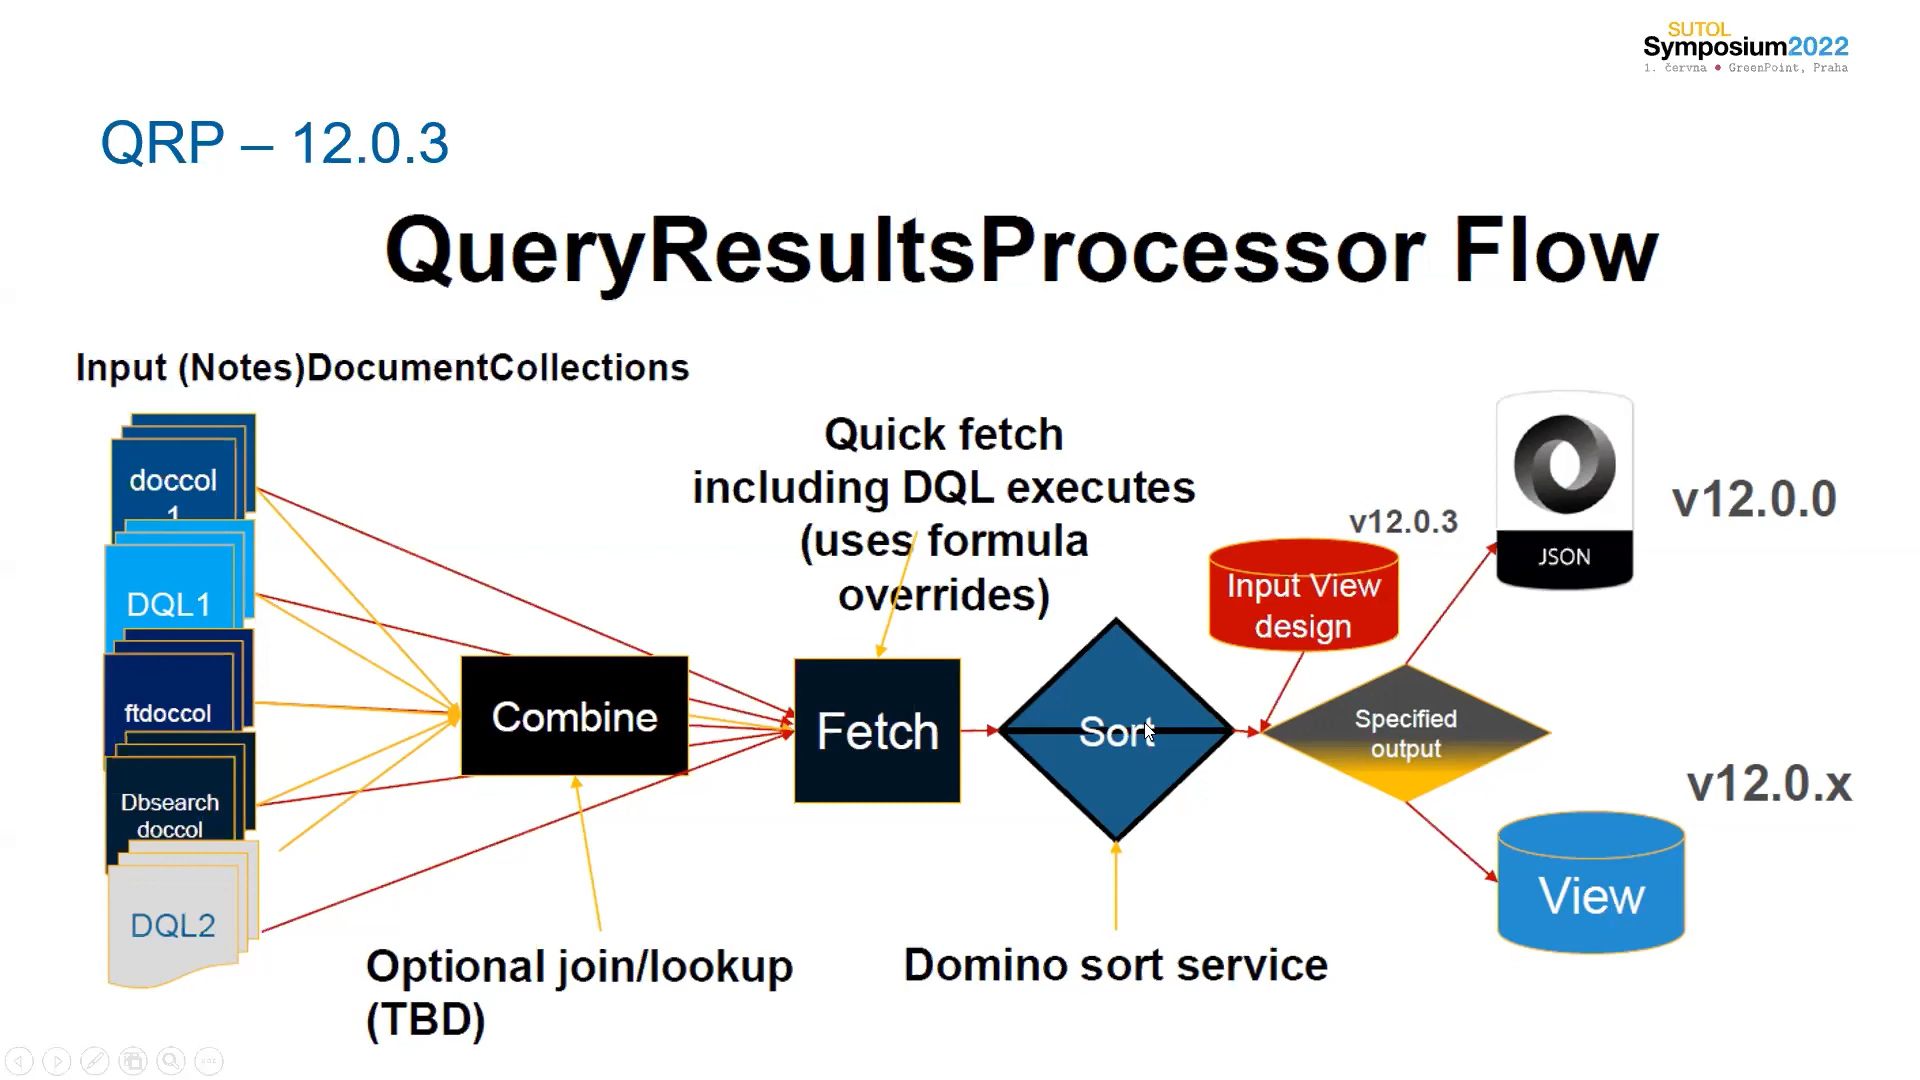 SUTOL
Symposium2022
1. června • GreenPoint, Praha
QRP – 12.0.3
QueryResultsProcessor Flow
Input (Notes)DocumentCollections
doccol
1
DQL1
ftdoccol
Dbsearch
doccol
DQL2
Combine
Optional join/lookup
(TBD)
Quick fetch
including DQL executes
(uses formula
overrides)
Fetch
Sort
Domino sort service
v12.0.3
Input View
design
Specified
output
JSON
v12.0.0
v12.0.x
View